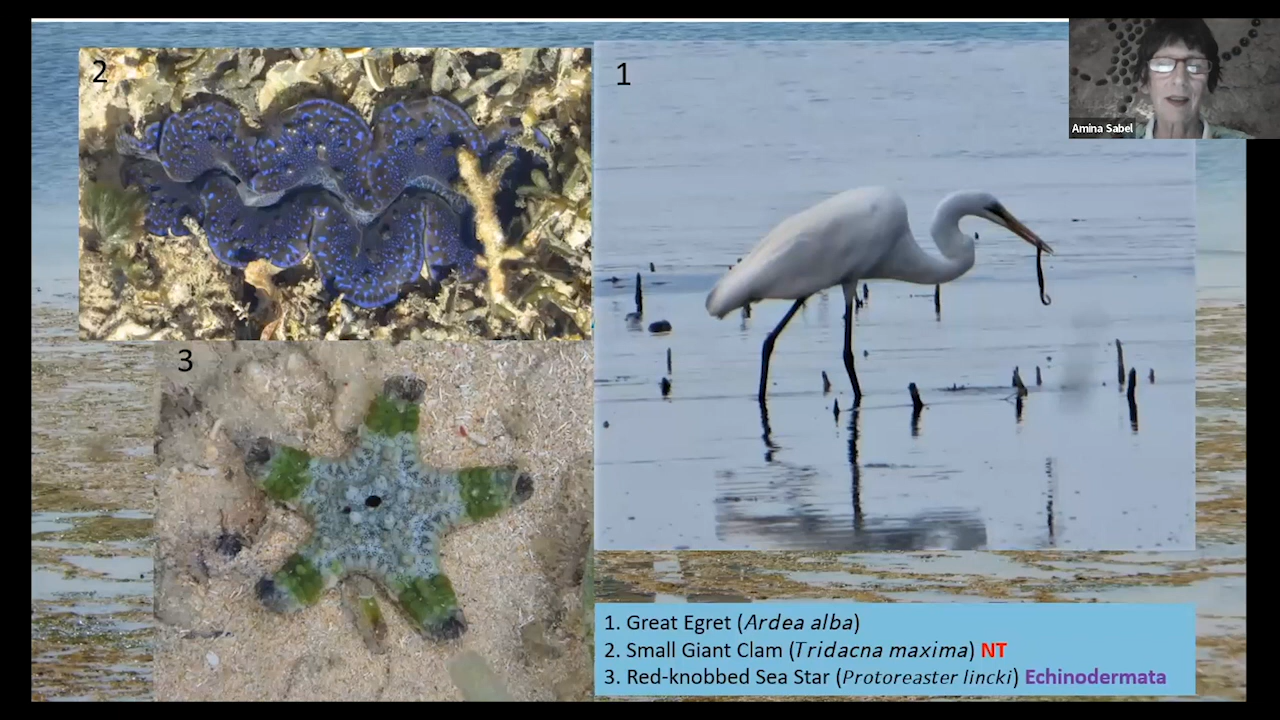 2
1
Amina Sabel
3
1. Great Egret (Ardea alba)
2. Small Giant Clam (Tridacna maxima) NT
3. Red-knobbed Sea Star (Protoreaster lincki) Echinodermata